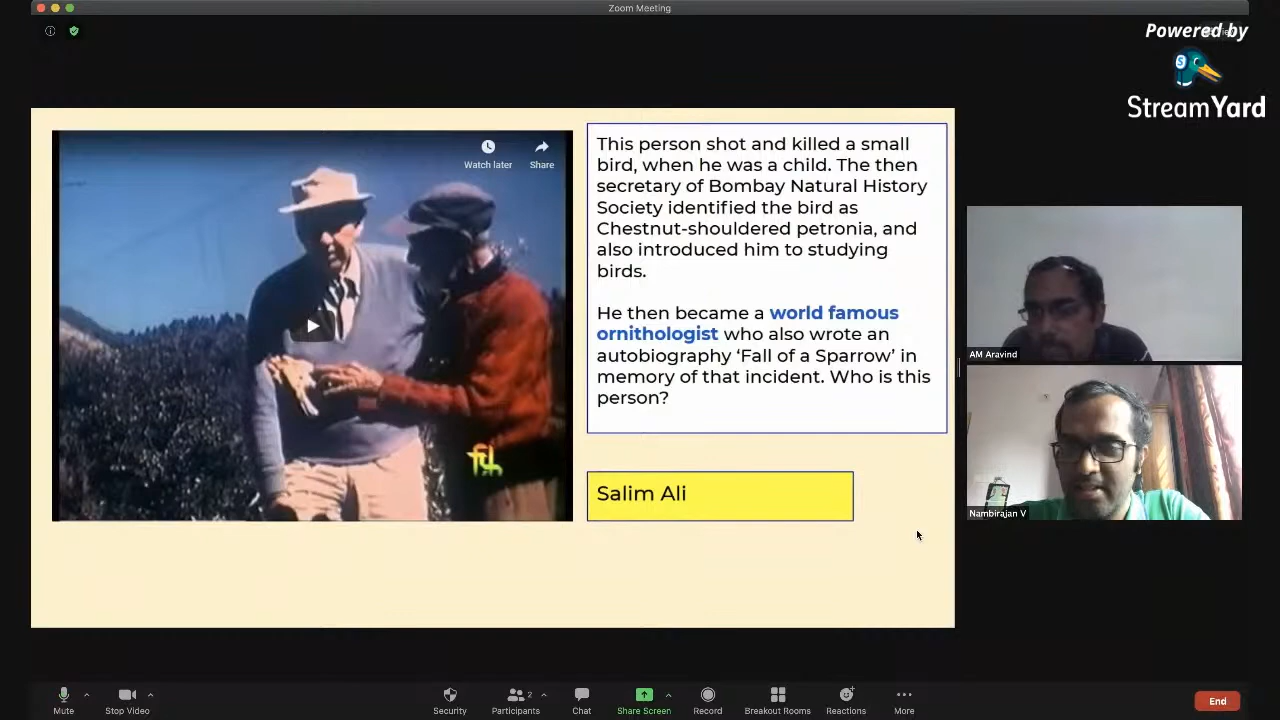 Zoom Meeting
Powered by
StreamYard
Watch later
Share
This person shot and killed a small
bird, when he was a child. The then
secretary of Bombay Natural History
Society identified the bird as
Chestnut-shouldered petronia, and
also introduced him to studying
birds.
He then became a world famous
ornithologist who also wrote an
autobiography ‘Fall of a Sparrow’ in
memory of that incident. Who is this
person?
Salim Ali
AM Aravind
Nambirajan V
Mute
Stop Video
Security
2
Participants
Chat
Share Screen
Record
Breakout Rooms
Reactions
More
End